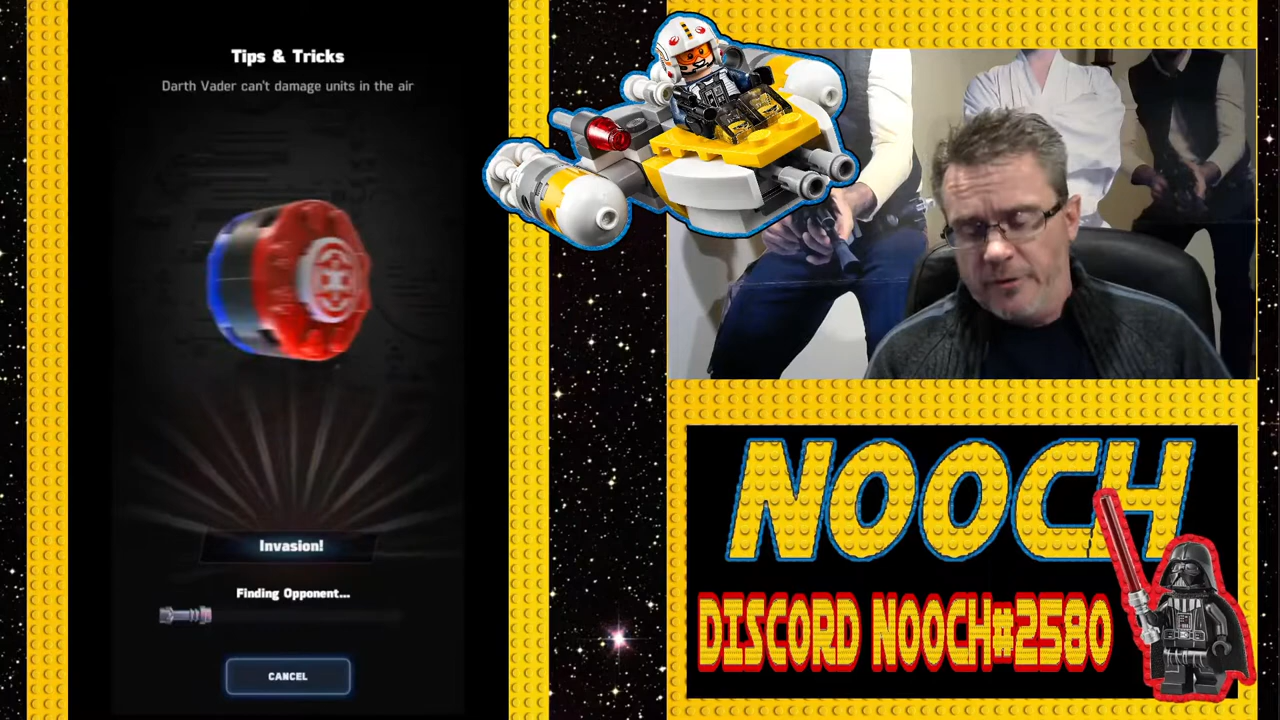 Tips & Tricks
Darth Vader can't damage units in the air
Invasion!
Finding Opponent...
CANCEL
NOOCH
DISCORD NOOCH#2580